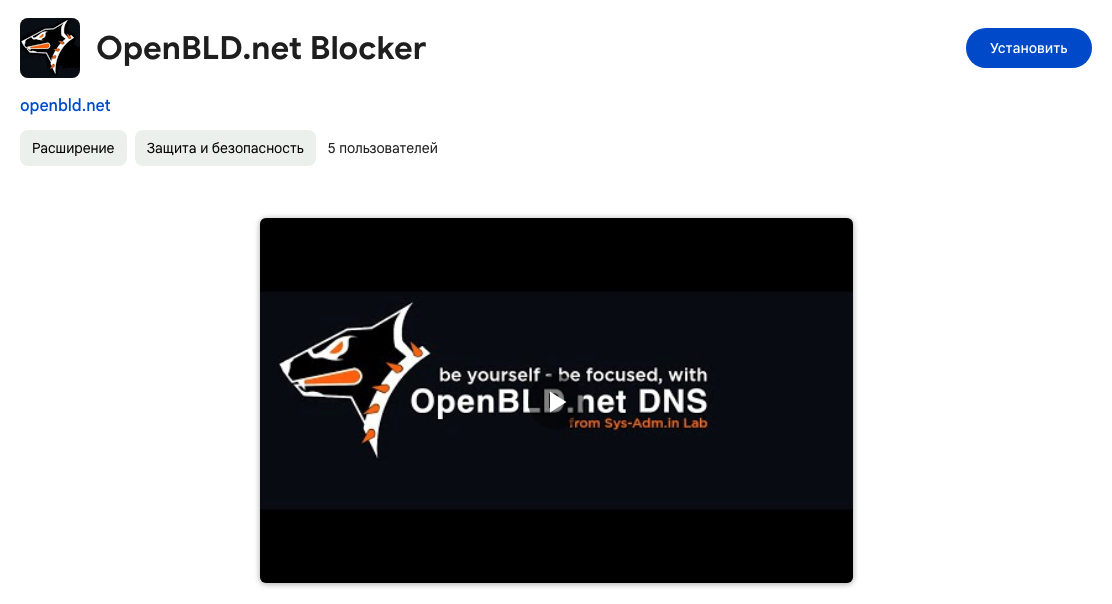 OpenBLD.net Blocker
Установить
openbld.net
Расширение
Защита и безопасность
5 пользователей
be yourself - be focused, with
OpenBLD.net DNS
from Sys-Adm.in Lab